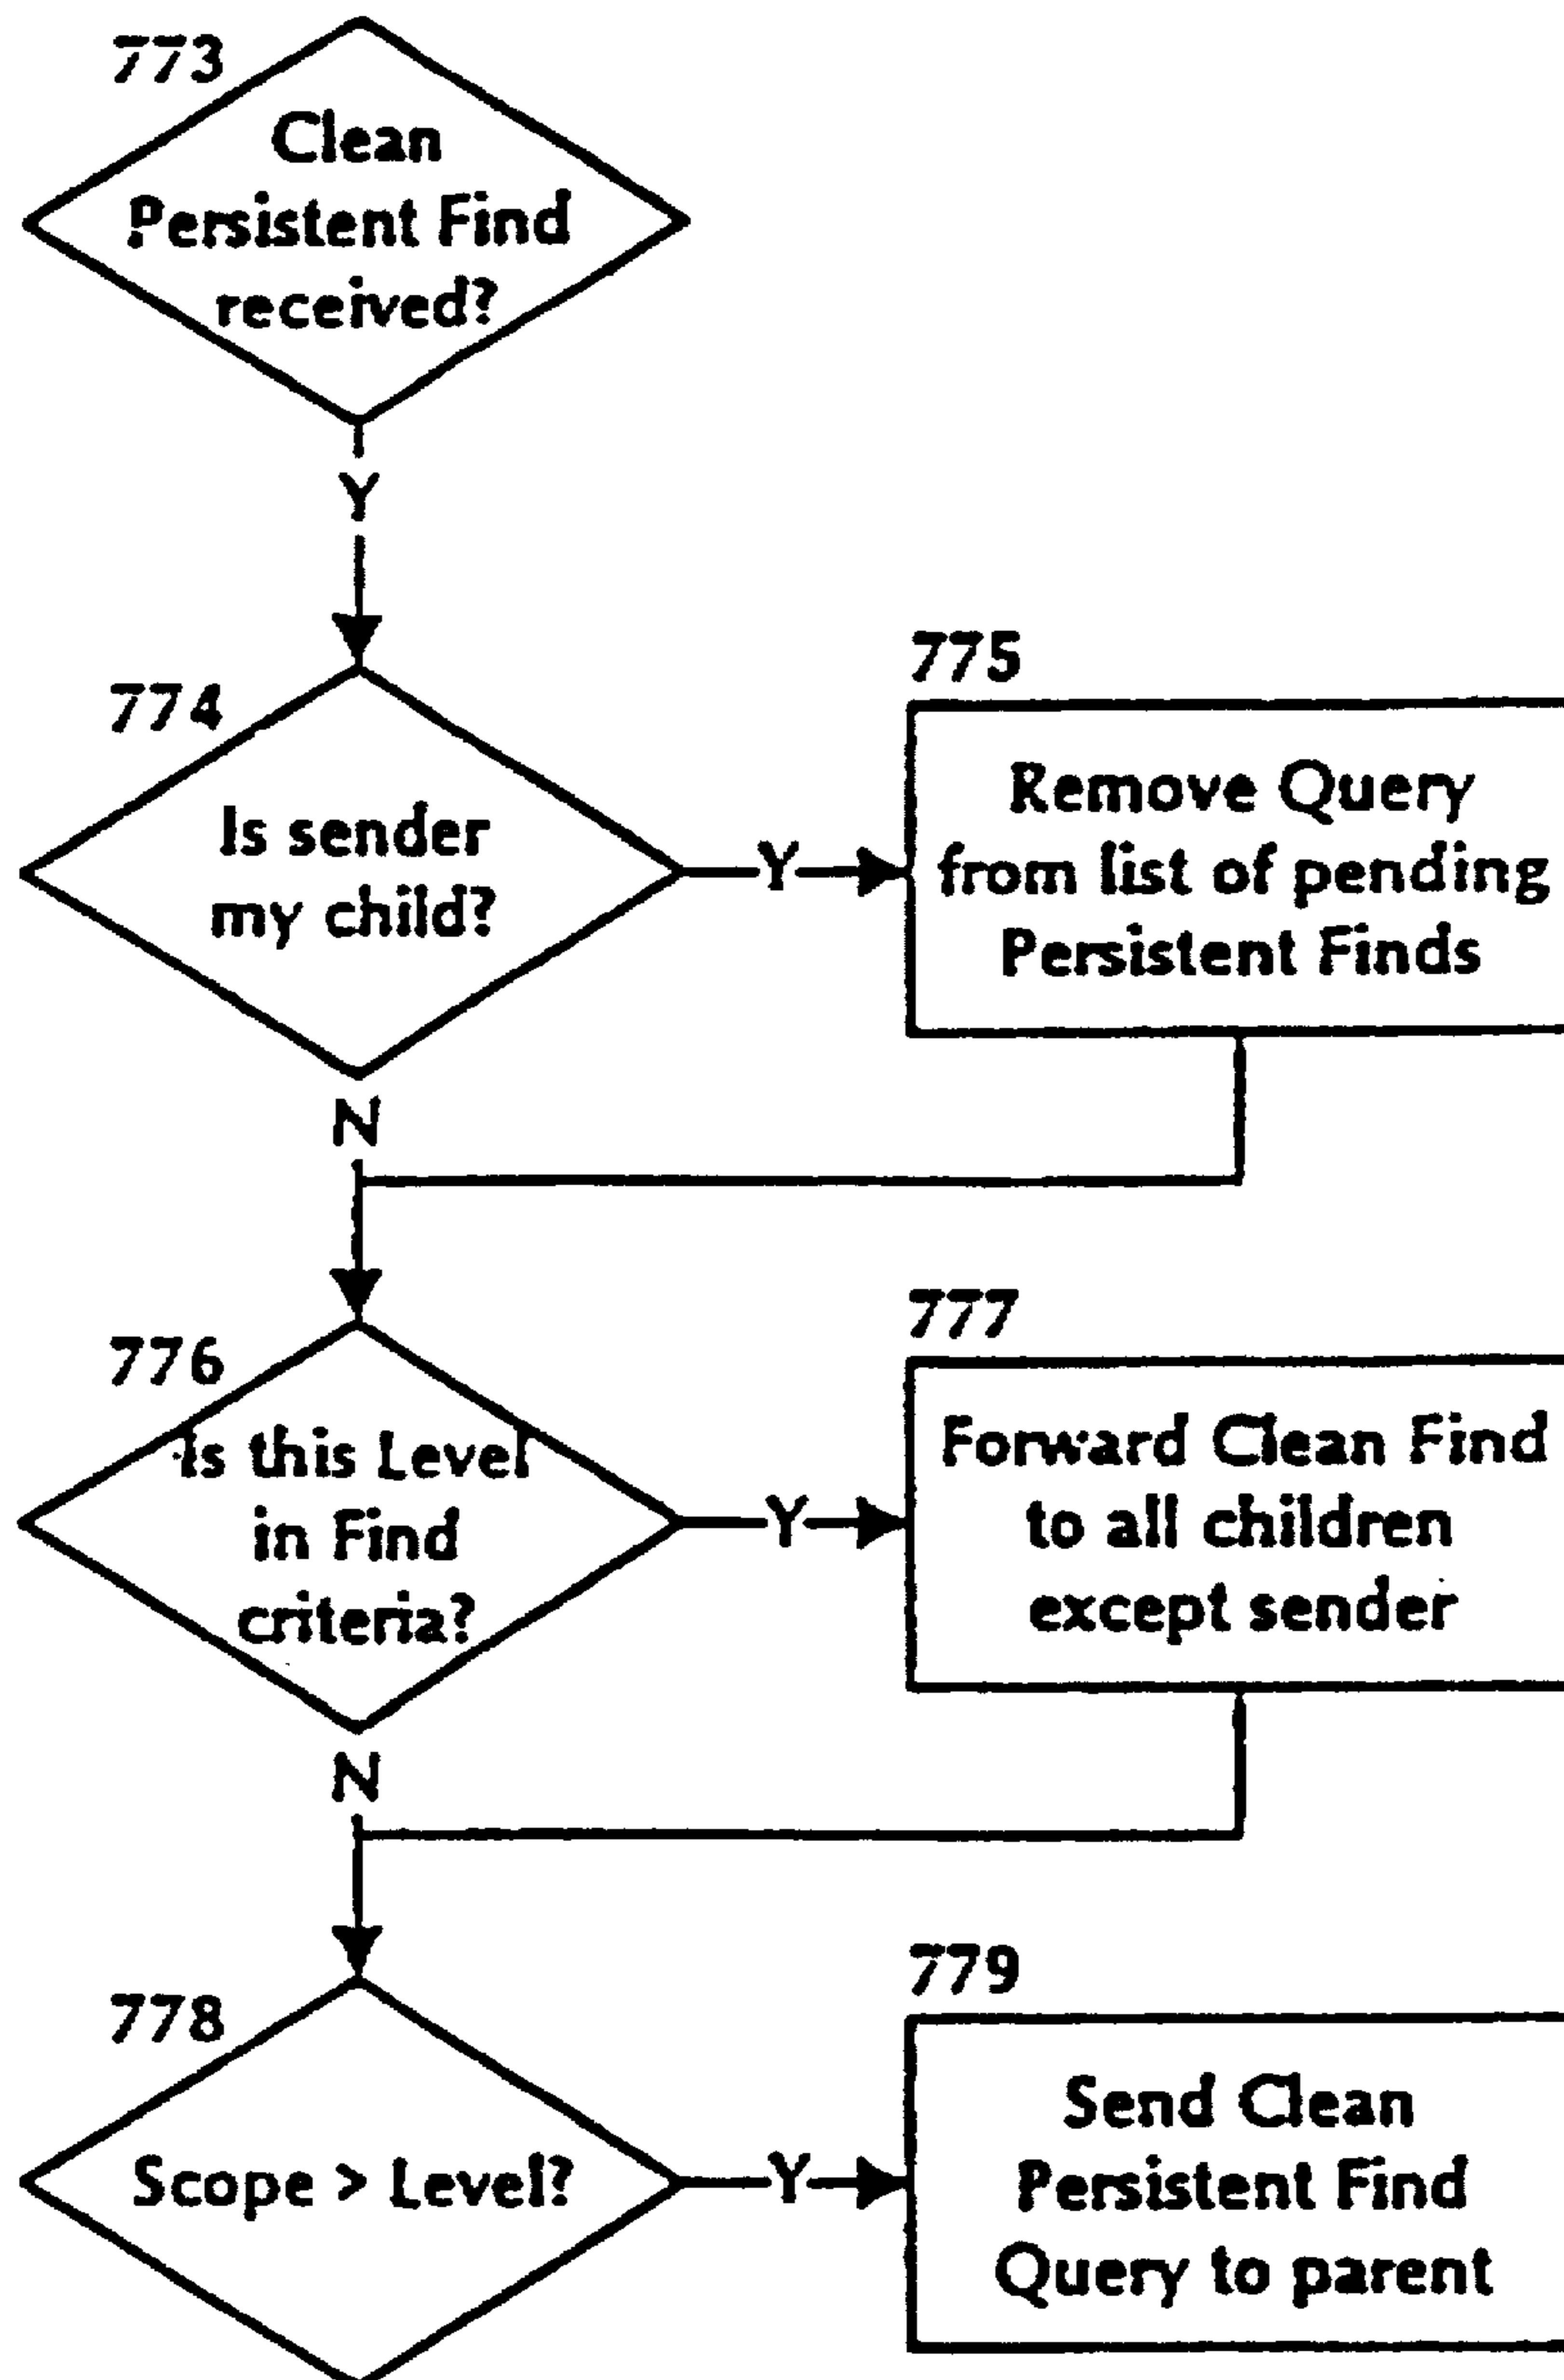 773
Clean
Persistent Find
received?
Y
774
Is sender
my child?
Y
775
Remove Query
from list of pending
Persistent Finds
N
776
Is this Level
in Find
criteria?
Y
777
Forward Clean Find
to all children
except sender
N
778
Scope > Level?
Y
779
Send Clean
Persistent Find
Query to parent